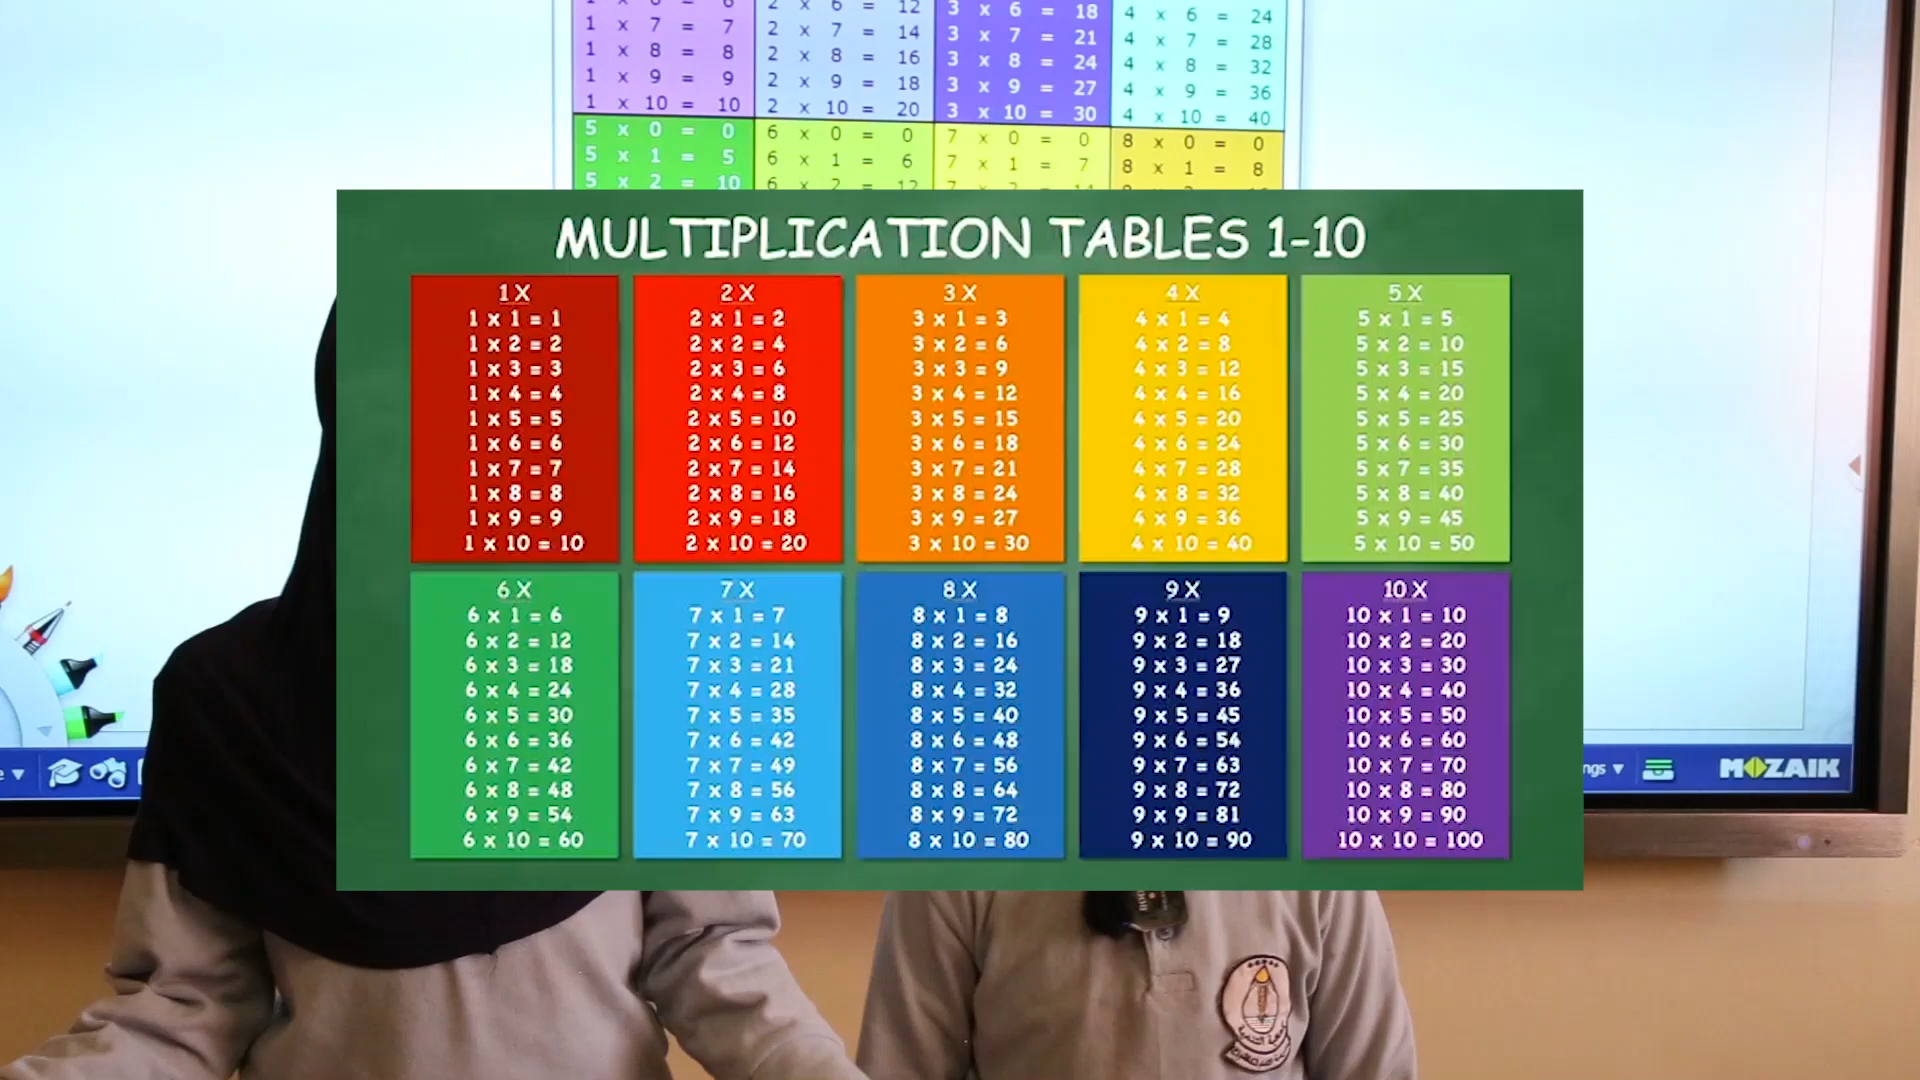 1 x 7 = 7
1 x 8 = 8
1 x 9 = 9
1 x 10 = 10
2 x 6 = 12
2 x 7 = 14
2 x 8 = 16
2 x 9 = 18
2 x 10 = 20
3 x 6 = 18
3 x 7 = 21
3 x 8 = 24
3 x 9 = 27
3 x 10 = 30
4 x 6 = 24
4 x 7 = 28
4 x 8 = 32
4 x 9 = 36
4 x 10 = 40
5 x 0 = 0
5 x 1 = 5
5 x 2 = 10
6 x 0 = 0
6 x 1 = 6
7 x 0 = 0
7 x 1 = 7
8 x 0 = 0
8 x 1 = 8
MULTIPLICATION TABLES 1-10
1 X
1 x 1 = 1
1 x 2 = 2
1 x 3 = 3
1 x 4 = 4
1 x 5 = 5
1 x 6 = 6
1 x 7 = 7
1 x 8 = 8
1 x 9 = 9
1 x 10 = 10
2 X
2 x 1 = 2
2 x 2 = 4
2 x 3 = 6
2 x 4 = 8
2 x 5 = 10
2 x 6 = 12
2 x 7 = 14
2 x 8 = 16
2 x 9 = 18
2 x 10 = 20
3 X
3 x 1 = 3
3 x 2 = 6
3 x 3 = 9
3 x 4 = 12
3 x 5 = 15
3 x 6 = 18
3 x 7 = 21
3 x 8 = 24
3 x 9 = 27
3 x 10 = 30
4 X
4 x 1 = 4
4 x 2 = 8
4 x 3 = 12
4 x 4 = 16
4 x 5 = 20
4 x 6 = 24
4 x 7 = 28
4 x 8 = 32
4 x 9 = 36
4 x 10 = 40
5 X
5 x 1 = 5
5 x 2 = 10
5 x 3 = 15
5 x 4 = 20
5 x 5 = 25
5 x 6 = 30
5 x 7 = 35
5 x 8 = 40
5 x 9 = 45
5 x 10 = 50
6 X
6 x 1 = 6
6 x 2 = 12
6 x 3 = 18
6 x 4 = 24
6 x 5 = 30
6 x 6 = 36
6 x 7 = 42
6 x 8 = 48
6 x 9 = 54
6 x 10 = 60
7 X
7 x 1 = 7
7 x 2 = 14
7 x 3 = 21
7 x 4 = 28
7 x 5 = 35
7 x 6 = 42
7 x 7 = 49
7 x 8 = 56
7 x 9 = 63
7 x 10 = 70
8 X
8 x 1 = 8
8 x 2 = 16
8 x 3 = 24
8 x 4 = 32
8 x 5 = 40
8 x 6 = 48
8 x 7 = 56
8 x 8 = 64
8 x 9 = 72
8 x 10 = 80
9 X
9 x 1 = 9
9 x 2 = 18
9 x 3 = 27
9 x 4 = 36
9 x 5 = 45
9 x 6 = 54
9 x 7 = 63
9 x 8 = 72
9 x 9 = 81
9 x 10 = 90
10 X
10 x 1 = 10
10 x 2 = 20
10 x 3 = 30
10 x 4 = 40
10 x 5 = 50
10 x 6 = 60
10 x 7 = 70
10 x 8 = 80
10 x 9 = 90
10 x 10 = 100
MOZAIK